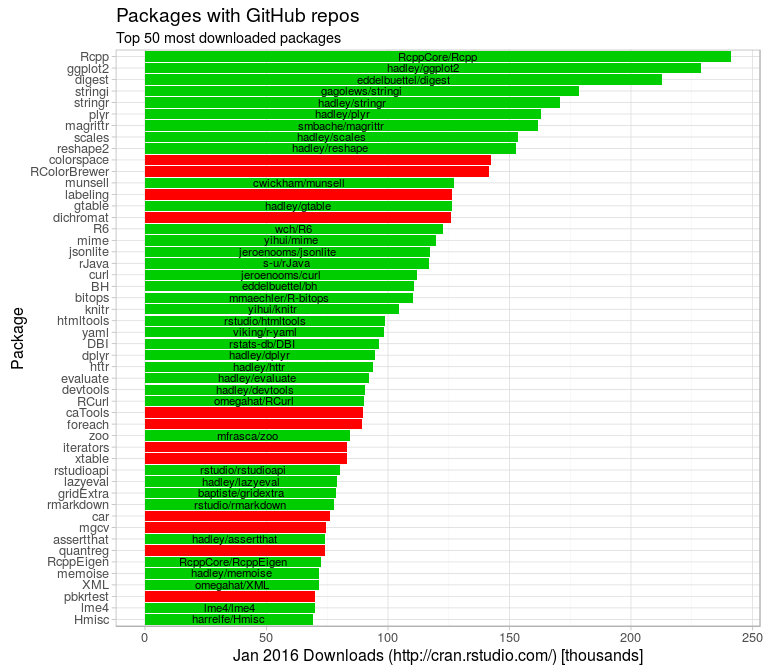 Packages with GitHub repos
Top 50 most downloaded packages
Package
Rcpp RcppCore/Rcpp
ggplot2 hadley/ggplot2
digest eddelbuettel/digest
stringi gagolews/stringi
stringr hadley/stringr
plyr hadley/plyr
magrittr smbache/magrittr
scales hadley/scales
reshape2 hadley/reshape
colorspace
RColorBrewer
munsell cwickham/munsell
labeling
gtable hadley/gtable
dichromat
R6 wch/R6
mime yihui/mime
jsonlite jeroenooms/jsonlite
rJava s-u/rJava
curl jeroenooms/curl
BH eddelbuettel/bh
bitops mmaechler/R-bitops
knitr yihui/knitr
htmltools rstudio/htmltools
yaml viking/r-yaml
DBI rstats-db/DBI
dplyr hadley/dplyr
httr hadley/httr
evaluate hadley/evaluate
devtools hadley/devtools
RCurl omegahat/RCurl
caTools
foreach
zoo mfrasca/zoo
iterators
xtable
rstudioapi rstudio/rstudioapi
lazyeval hadley/lazyeval
gridExtra baptiste/gridextra
rmarkdown rstudio/rmarkdown
car
mgcv
assertthat hadley/assertthat
quantreg
RcppEigen RcppCore/RcppEigen
memoise hadley/memoise
XML omegahat/XML
pbkrtest
lme4 lme4/lme4
Hmisc harrelfe/Hmisc
0 50 100 150 200 250
Jan 2016 Downloads (http://cran.rstudio.com/) [thousands]